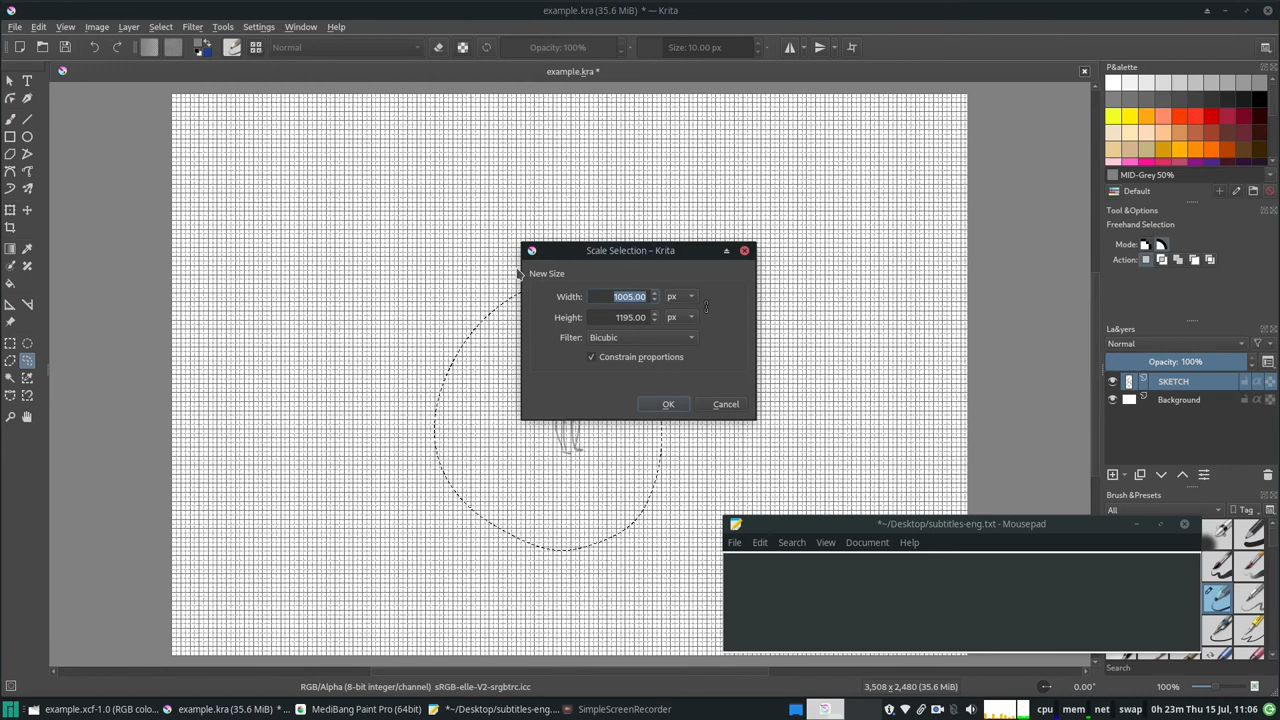 example.kra (35.6 MiB) * — Krita
File Edit View Image Layer Select Filter Tools Settings Window Help
Normal Opacity: 100% Size: 10.00 px
example.kra *
P&alette
MID-Grey 50%
Default
Tool &Options
Freehand Selection
Mode:
Action:
Scale Selection – Krita
New Size
Width: 1005.00 px
Height: 1195.00 px
Filter: Bicubic
Constrain proportions
OK Cancel
La&yers
Normal
Opacity: 100%
SKETCH
Background
Brush &Presets
All Tag
*~/Desktop/subtitles-eng.txt - Mousepad
File Edit Search View Document Help
Search
RGB/Alpha (8-bit integer/channel) sRGB-elle-V2-srgbtrc.icc 3,508 x 2,480 (35.6 MiB) 0.00° 100%
example.xcf-1.0 (RGB colo... example.kra (35.6 MiB) * ... MediBang Paint Pro (64bit) *~/Desktop/subtitles-eng.... SimpleScreenRecorder cpu mem net swap 0h 23m Thu 15 Jul, 11:06